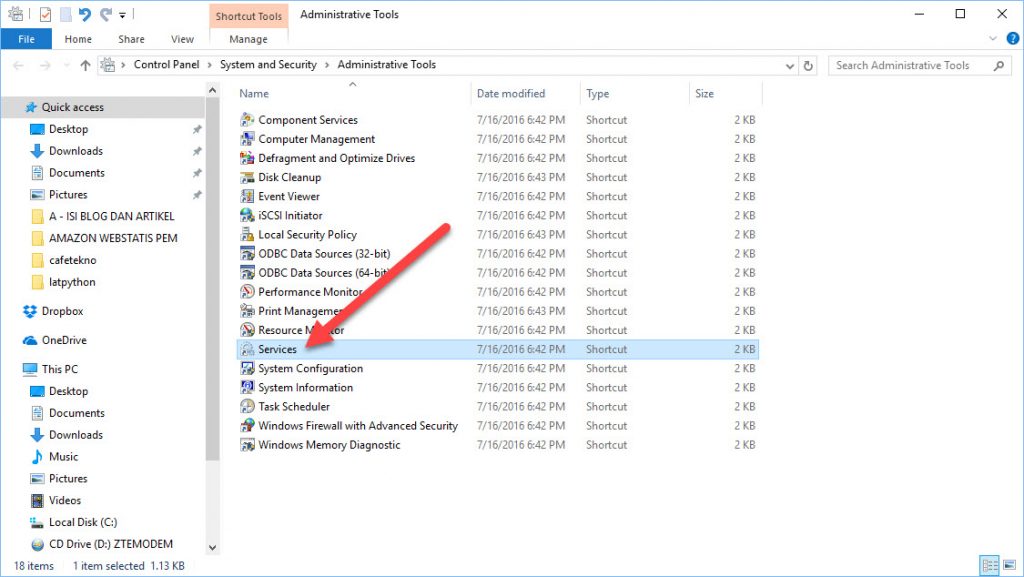 Shortcut Tools Administrative Tools
File Home Share View Manage
Control Panel System and Security Administrative Tools Search Administrative Tools
Name Date modified Type Size
Quick access
Desktop
Downloads
Documents
Pictures
A - ISI BLOG DAN ARTIKEL
AMAZON WEBSTATIS PEM
cafetekno
latpython
Dropbox
OneDrive
This PC
Desktop
Documents
Downloads
Music
Pictures
Videos
Local Disk (C:)
CD Drive (D:) ZTEMODEM
Component Services 7/16/2016 6:42 PM Shortcut 2 KB
Computer Management 7/16/2016 6:42 PM Shortcut 2 KB
Defragment and Optimize Drives 7/16/2016 6:42 PM Shortcut 2 KB
Disk Cleanup 7/16/2016 6:43 PM Shortcut 2 KB
Event Viewer 7/16/2016 6:42 PM Shortcut 2 KB
iSCSI Initiator 7/16/2016 6:42 PM Shortcut 2 KB
Local Security Policy 7/16/2016 6:43 PM Shortcut 2 KB
ODBC Data Sources (32-bit) 7/16/2016 6:42 PM Shortcut 2 KB
ODBC Data Sources (64-bit) 7/16/2016 6:42 PM Shortcut 2 KB
Performance Monitor 7/16/2016 6:42 PM Shortcut 2 KB
Print 7/16/2016 6:43 PM Shortcut 2 KB
Resource 7/16/2016 6:42 PM Shortcut 2 KB
Services 7/16/2016 6:42 PM Shortcut 2 KB
System Configuration 7/16/2016 6:42 PM Shortcut 2 KB
System Information 7/16/2016 6:42 PM Shortcut 2 KB
Task Scheduler 7/16/2016 6:42 PM Shortcut 2 KB
Windows Firewall with Advanced Security 7/16/2016 6:42 PM Shortcut 2 KB
Windows Memory Diagnostic 7/16/2016 6:42 PM Shortcut 2 KB
18 items 1 item selected 1.13 KB